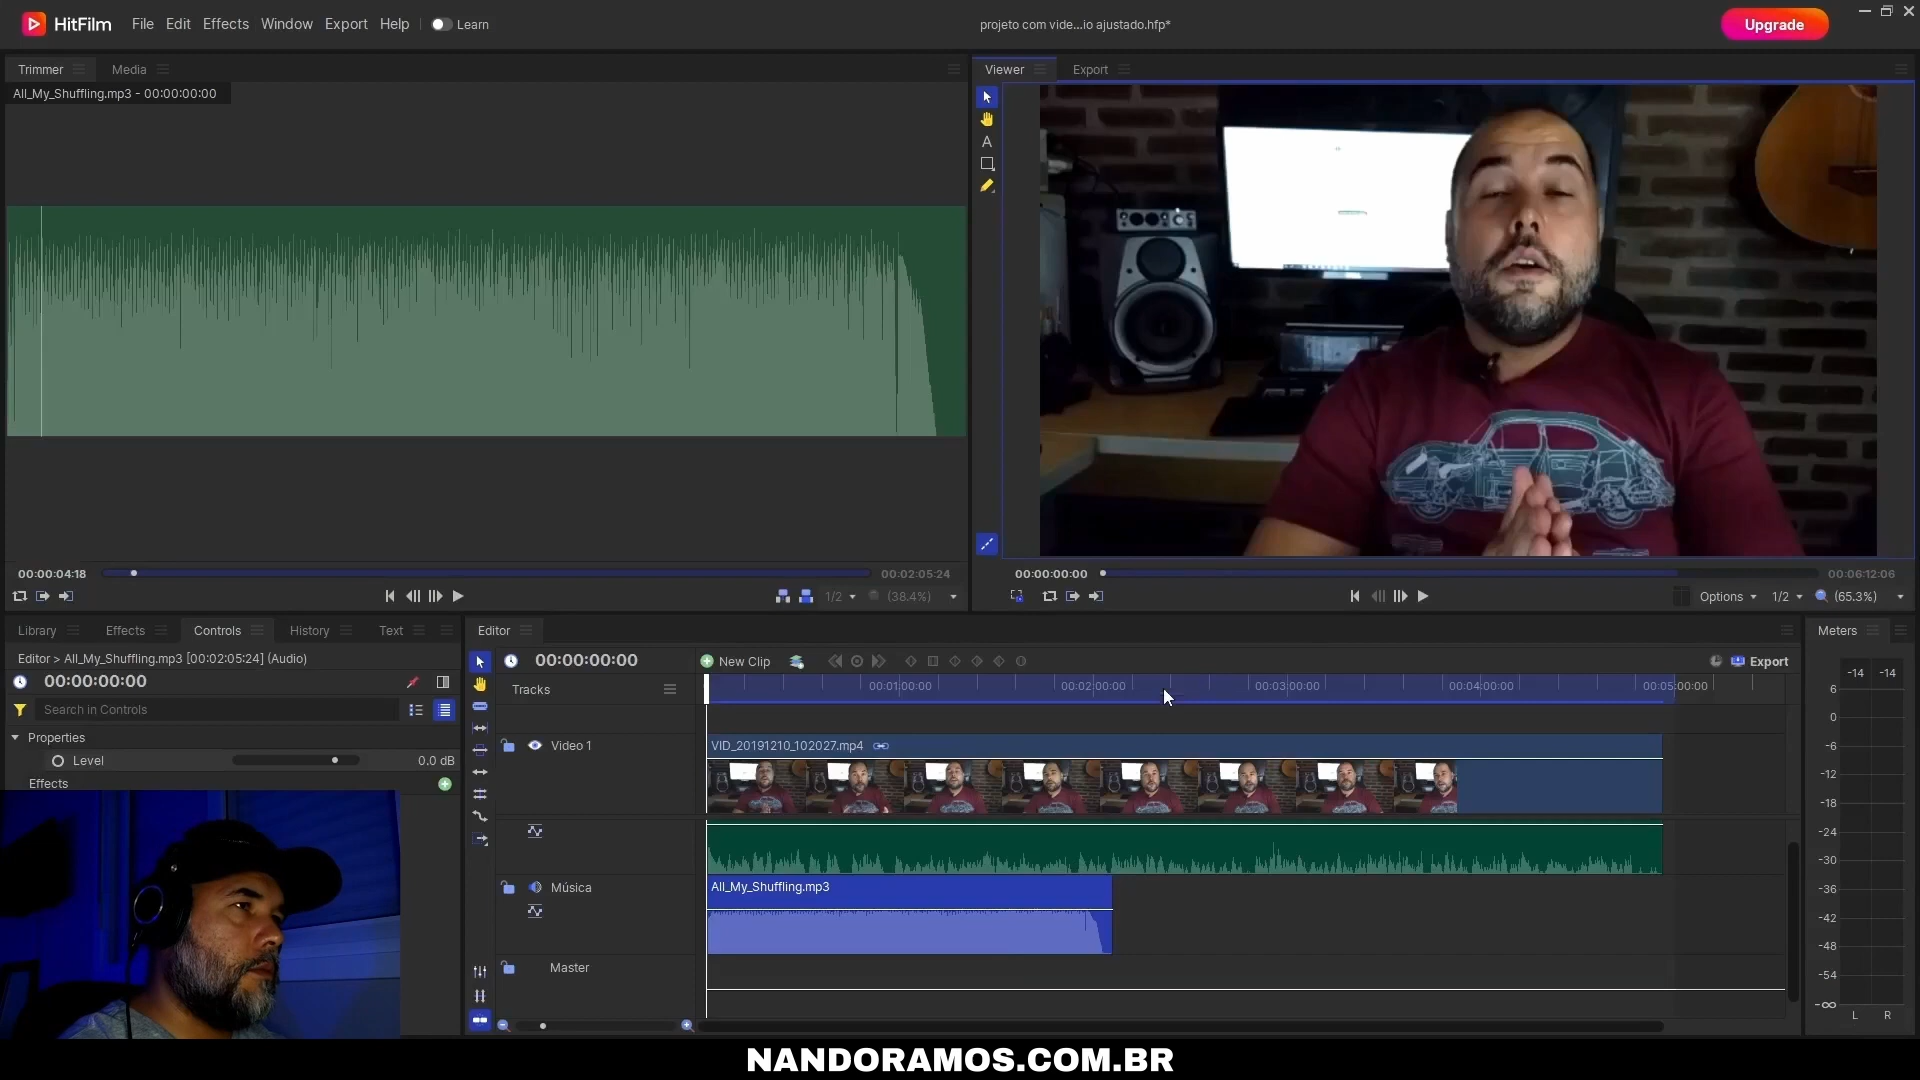 HitFilm File Edit Effects Window Export Help Learn projeto com vide...io ajustado.hfp* Upgrade
Trimmer Media Viewer Export
All_My_Shuffling.mp3 - 00:00:00:00
A
00:00:04:18 00:02:05:24 00:00:00:00 00:06:12:06
1/2 (38.4%) Options 1/2 (65.3%)
Library Effects Controls History Text Editor Meters
Editor > All_My_Shuffling.mp3 [00:02:05:24] (Audio)
00:00:00:00
00:00:00:00 New Clip Export
Tracks 00:01:00:00 00:02:00:00 00:03:00:00 00:04:00:00 00:05:00:00
Search in Controls
Properties
Level 0.0 dB
Effects
Video 1 VID_20191210_102027.mp4
Música All_My_Shuffling.mp3
Master
-14 -14
6
0
-6
-12
-18
-24
-30
-36
-42
-48
-54
-∞
L R
NANDORAMOS.COM.BR